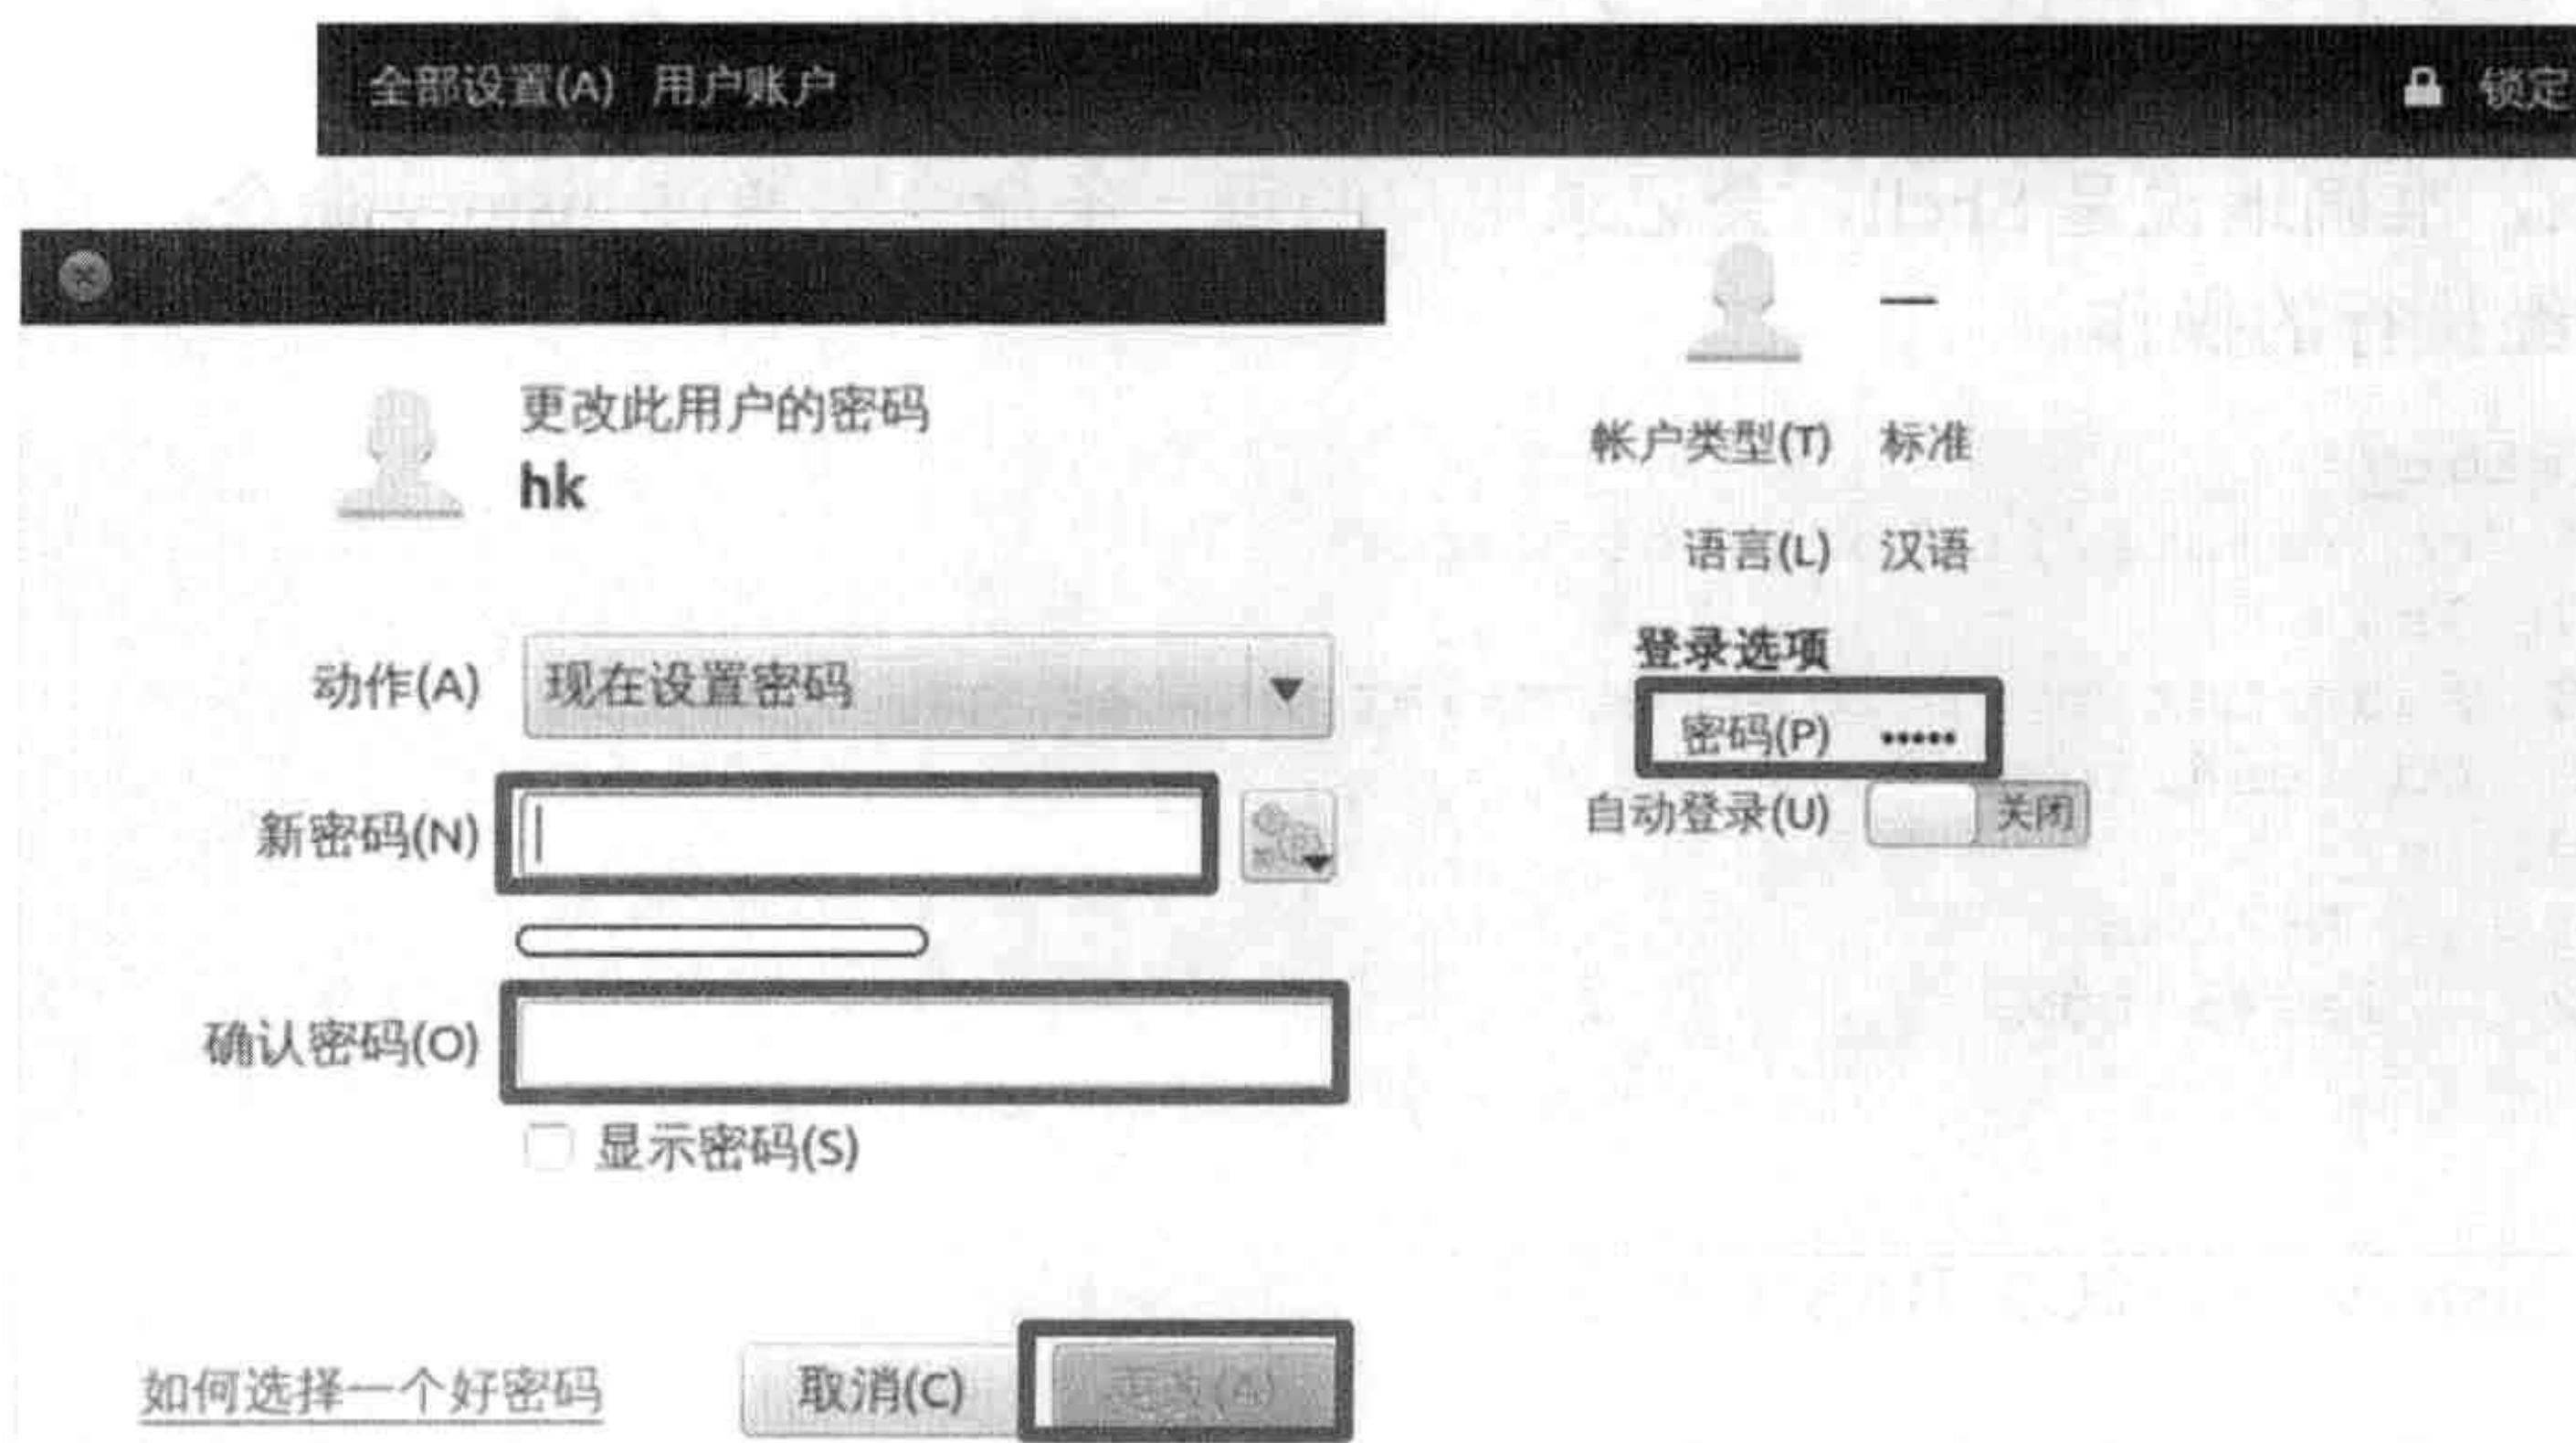 全部设置(A) 用户账户
锁定
更改此用户的密码
hk
动作(A) 现在设置密码
新密码(N)
确认密码(O)
显示密码(S)
如何选择一个好密码
取消(C)
更改(A)
一
帐户类型(T) 标准
语言(L) 汉语
登录选项
密码(P) •••••
自动登录(U) 关闭